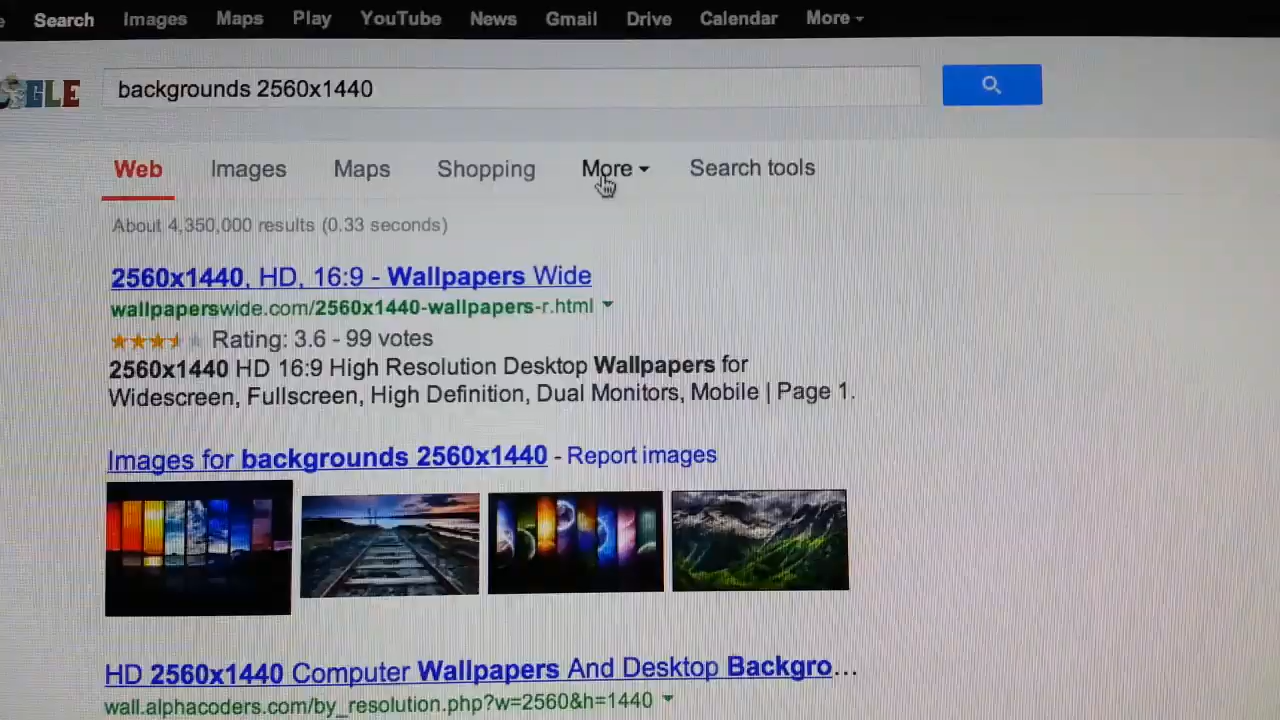 Search Images Maps Play YouTube News Gmail Drive Calendar More
GLE
backgrounds 2560x1440
Web Images Maps Shopping More Search tools
About 4,350,000 results (0.33 seconds)
2560x1440, HD, 16:9 - Wallpapers Wide
wallpaperswide.com/2560x1440-wallpapers-r.html
Rating: 3.6 - 99 votes
2560x1440 HD 16:9 High Resolution Desktop Wallpapers for
Widescreen, Fullscreen, High Definition, Dual Monitors, Mobile | Page 1.
Images for backgrounds 2560x1440 - Report images
HD 2560x1440 Computer Wallpapers And Desktop Backgro...
wall.alphacoders.com/by_resolution.php?w=2560&h=1440